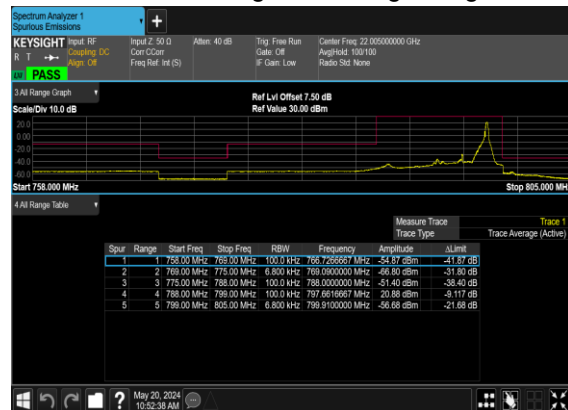 Spectrum Analyzer 1
Spurious Emissions
KEYSIGHT Input: RF Input Z: 50 Ω Atten: 40 dB Trig: Free Run Center Freq: 22.005000000 GHz
R T Coupling: DC Corr CCorr Gate: Off Avg|Hold: 100/100
Align: Off Freq Ref: Int (S) IF Gain: Low Radio Std: None
LW PASS
3 All Range Graph
Ref Lvl Offset 7.50 dB
Scale/Div 10.0 dB Ref Value 30.00 dBm
20.0
0.00
-20.0
-40.0
-60.0
Start 758.000 MHz Stop 805.000 MH
4 All Range Table
Measure Trace Trace 1
Trace Type Trace Average (Active)
Spur Range Start Freq Stop Freq RBW Frequency Amplitude ΔLimit
1 1 758.00 MHz 769.00 MHz 100.0 kHz 766.7266667 MHz -54.87 dBm -41.87 dB
2 2 769.00 MHz 775.00 MHz 6.800 kHz 769.0900000 MHz -66.80 dBm -31.80 dB
3 3 775.00 MHz 788.00 MHz 100.0 kHz 788.0000000 MHz -51.40 dBm -38.40 dB
4 4 788.00 MHz 799.00 MHz 100.0 kHz 797.6616667 MHz 20.88 dBm -9.117 dB
5 5 799.00 MHz 805.00 MHz 6.800 kHz 799.9100000 MHz -56.68 dBm -21.68 dB
? May 20, 2024
10:52:38 AM